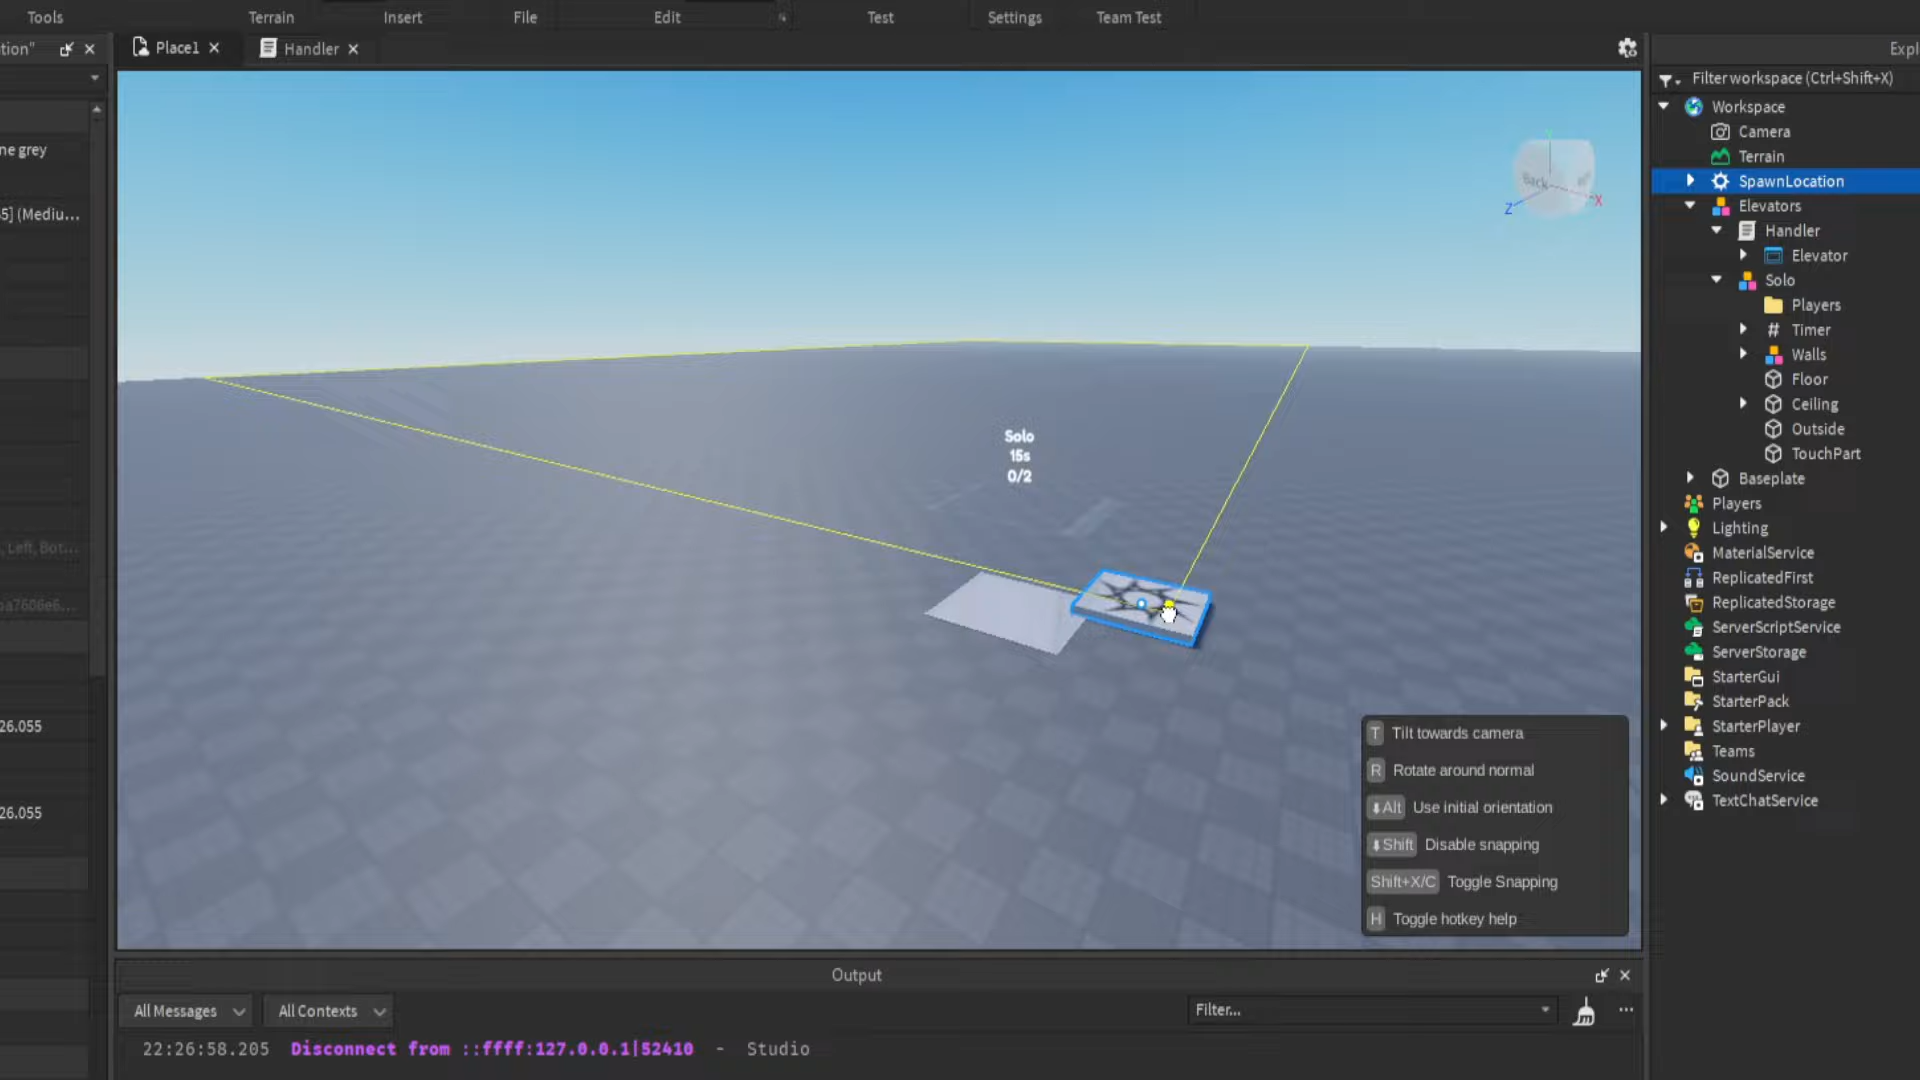 Tools
Terrain
Insert
File
Edit
Test
Settings
Team Test
tion"
Place1
Handler
Expl
Filter workspace (Ctrl+Shift+X)
Workspace
Camera
Terrain
SpawnLocation
Elevators
Handler
Elevator
Solo
Players
Timer
Walls
Floor
Ceiling
Outside
TouchPart
Baseplate
Players
Lighting
MaterialService
ReplicatedFirst
ReplicatedStorage
ServerScriptService
ServerStorage
StarterGui
StarterPack
StarterPlayer
Teams
SoundService
TextChatService
ne grey
5] (Mediu...
, Left, Bot...
26.055
26.055
Back
Z
X
Solo
15s
0/2
T Tilt towards camera
R Rotate around normal
Alt Use initial orientation
Shift Disable snapping
Shift+X/C Toggle Snapping
H Toggle hotkey help
Output
All Messages
All Contexts
Filter...
22:26:58.205 Disconnect from ::ffff:127.0.0.1|52410 - Studio